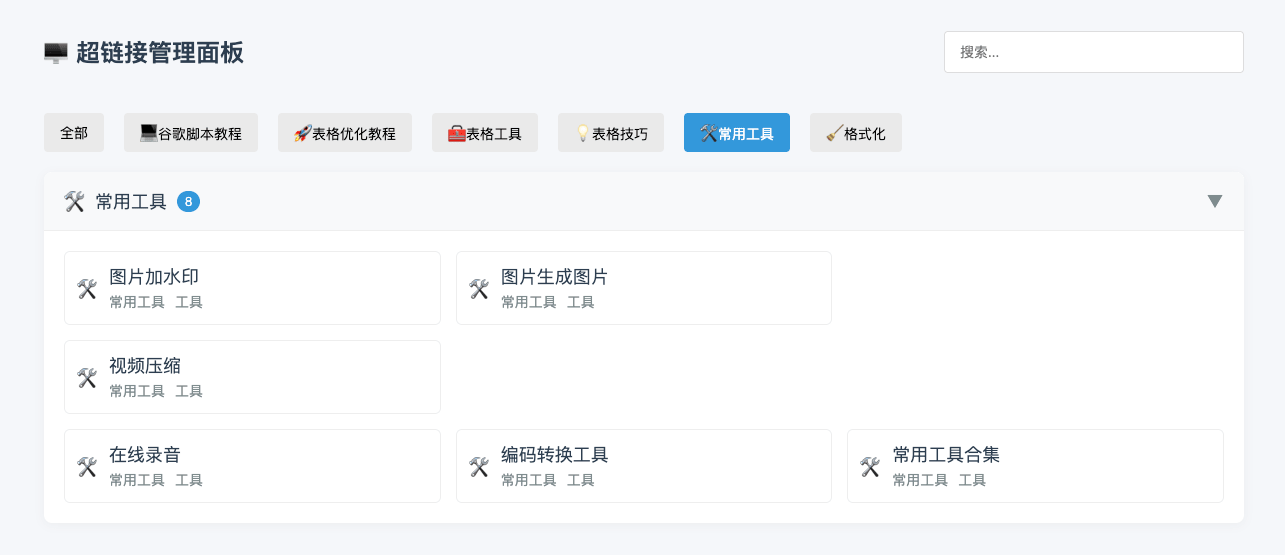 超链接管理面板
搜索...
全部 谷歌脚本教程 表格优化教程 表格工具 表格技巧 常用工具 格式化
常用工具 8
图片加水印 图片生成图片
常用工具 工具 常用工具 工具
视频压缩
常用工具 工具
在线录音 编码转换工具 常用工具合集
常用工具 工具 常用工具 工具 常用工具 工具